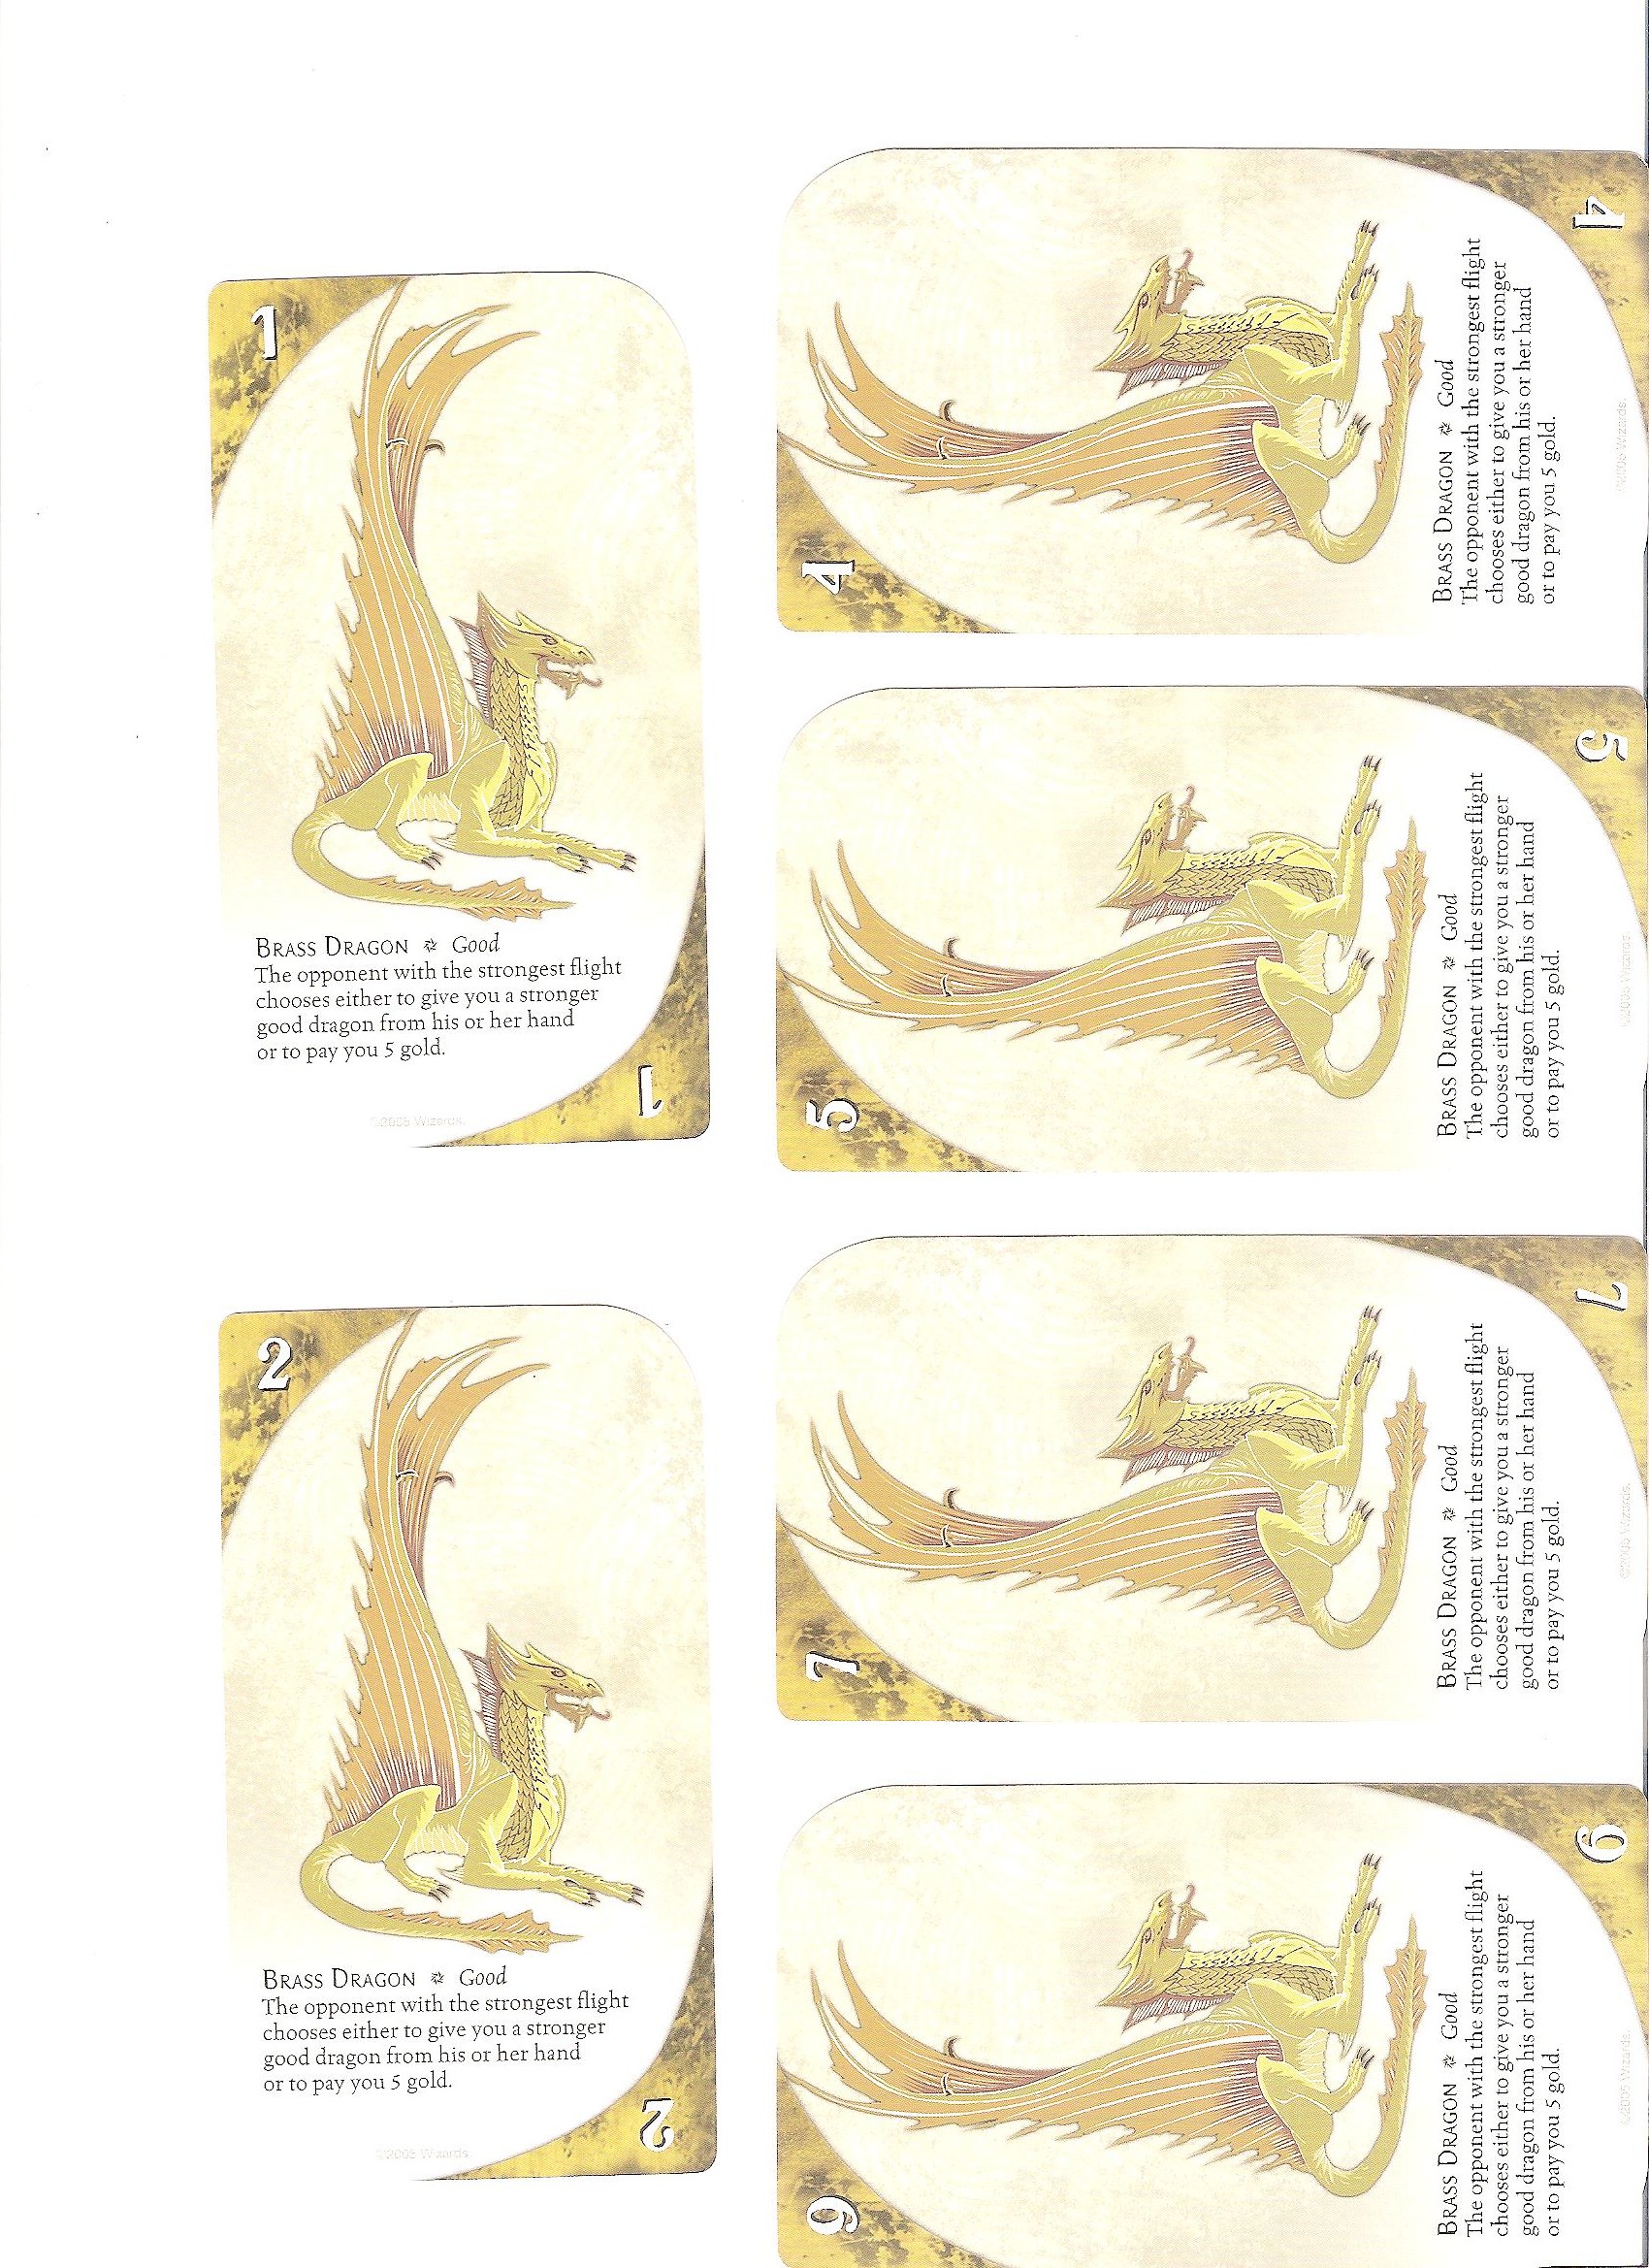 1
BRASS DRAGON Good
The opponent with the strongest flight
chooses either to give you a stronger
good dragon from his or her hand
or to pay you 5 gold.
©2005 Wizards.
1
2
BRASS DRAGON Good
The opponent with the strongest flight
chooses either to give you a stronger
good dragon from his or her hand
or to pay you 5 gold.
©2005 Wizards.
2
4
BRASS DRAGON Good
The opponent with the strongest flight
chooses either to give you a stronger
good dragon from his or her hand
or to pay you 5 gold.
©2005 Wizards.
4
5
BRASS DRAGON Good
The opponent with the strongest flight
chooses either to give you a stronger
good dragon from his or her hand
or to pay you 5 gold.
©2005 Wizards.
5
7
BRASS DRAGON Good
The opponent with the strongest flight
chooses either to give you a stronger
good dragon from his or her hand
or to pay you 5 gold.
©2005 Wizards.
7
9
BRASS DRAGON Good
The opponent with the strongest flight
chooses either to give you a stronger
good dragon from his or her hand
or to pay you 5 gold.
©2005 Wizards.
9